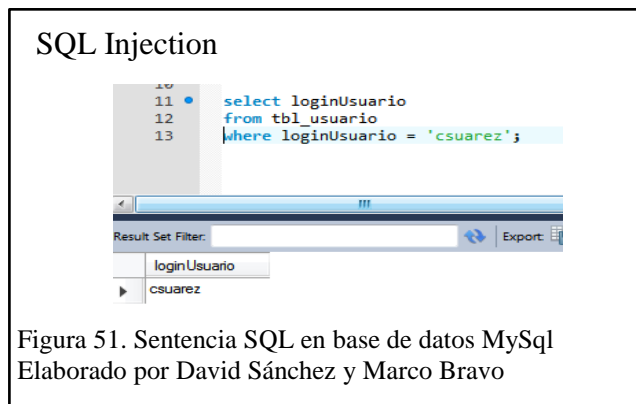 SQL Injection
10
11 select loginUsuario
12 from tbl_usuario
13 where loginUsuario = 'csuarez';
Result Set Filter: Export:
loginUsuario
csuarez
Figura 51. Sentencia SQL en base de datos MySql
Elaborado por David Sánchez y Marco Bravo